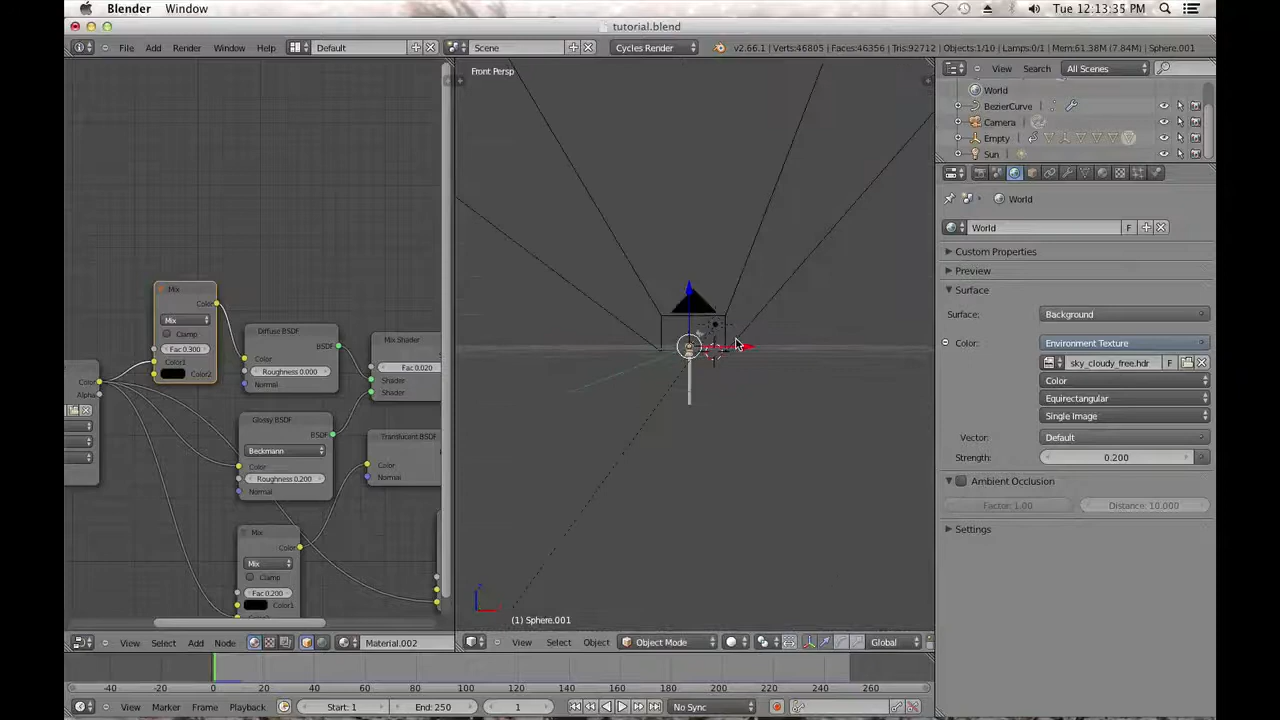 Blender Window Tue 12:13:35 PM
tutorial.blend
File Add Render Window Help Default Scene Cycles Render v2.66.1 | Verts:46805 | Faces:46356 | Tris:92712 | Objects:1/10 | Lamps:0/1 | Mem:61.38M (7.84M) | Sphere.001
Front Persp
View Search All Scenes
World
BezierCurve
Camera
Empty
Sun
World
World F
Custom Properties
Preview
Surface
Surface: Background
Color: Environment Texture
sky_cloudy_free.hdr F
Color
Equirectangular
Single Image
Vector: Default
Strength: 0.200
Ambient Occlusion
Factor: 1.00 Distance: 10.000
Settings
Mix
Color
Mix
Clamp
Fac 0.300
Color1
Color2
Diffuse BSDF
BSDF
Color
Roughness 0.000
Normal
Mix Shader
Fac 0.020
Shader
Shader
Color
Alpha
Glossy BSDF
BSDF
Beckmann
Color
Roughness 0.200
Normal
Translucent BSDF
Color
Normal
Mix
Color
Mix
Clamp
Fac 0.200
Color1
(1) Sphere.001
View Select Add Node Material.002
View Select Object Object Mode Global
-40 -20 0 20 40 60 80 100 120 140 160 180 200 220 240 260
View Marker Frame Playback Start: 1 End: 250 1 No Sync